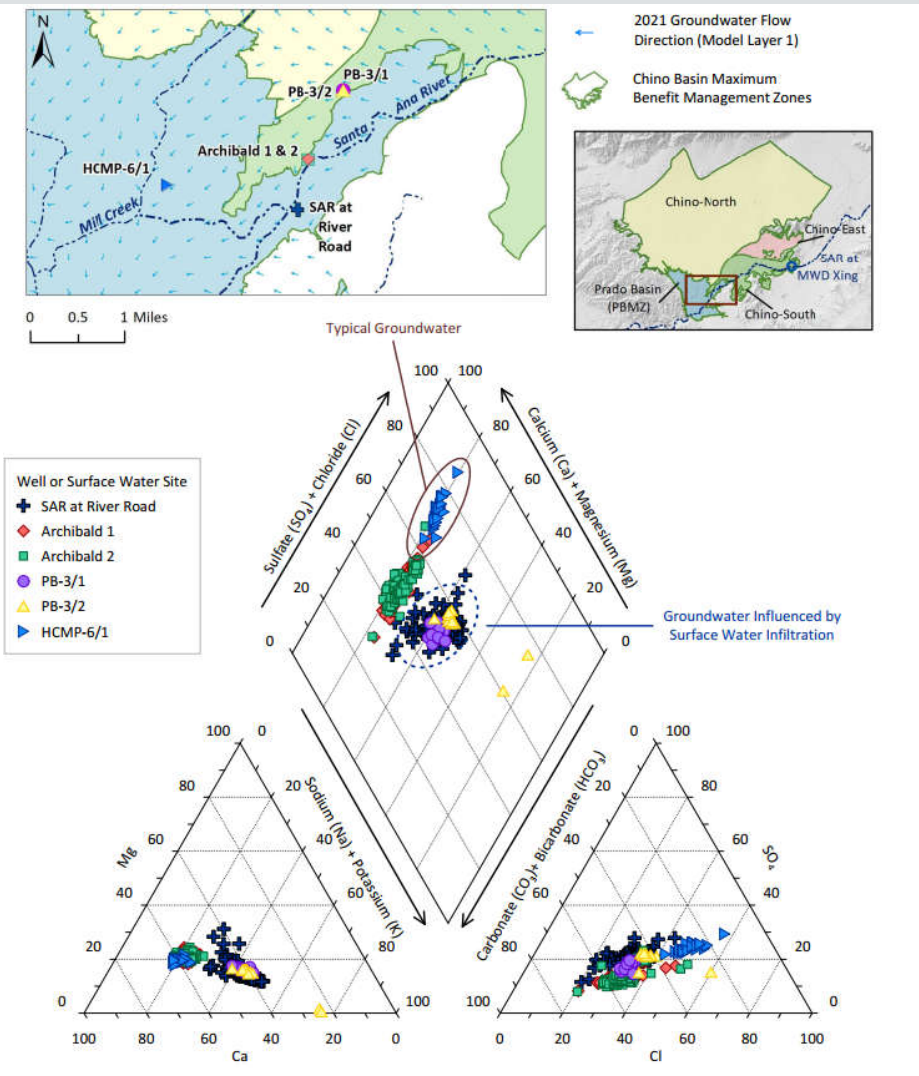 N
PB-3/1
PB-3/2
Santa Ana River
Archibald 1 & 2
HCMP-6/1
Mill Creek
SAR at
River
Road
0 0.5 1 Miles
2021 Groundwater Flow
Direction (Model Layer 1)
Chino Basin Maximum
Benefit Management Zones
Chino-North
Chino-East
SAR at
MWD Xing
Prado Basin
(PBMZ)
Chino-South
Typical Groundwater
100 100
80 80
60 60
40 40
20 20
0 0
Sulfate (SO₄) + Chloride (Cl)
Calcium (Ca) + Magnesium (Mg)
Well or Surface Water Site
SAR at River Road
Archibald 1
Archibald 2
PB-3/1
PB-3/2
HCMP-6/1
Groundwater Influenced by
Surface Water Infiltration
Sodium (Na) + Potassium (K)
Carbonate (CO₃)+ Bicarbonate (HCO₃)
100 0
80 20
60 40
40 60
20 80
0 100
Mg
100 80 60 40 20 0
Ca
0 100
20 80
40 60
60 40
80 20
100 0
SO₄
0 20 40 60 80 100
Cl